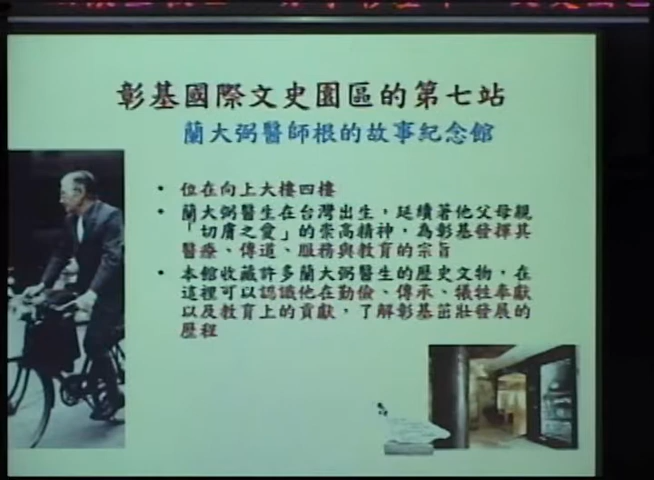 彰基國際文史園區的第七站
蘭大弼醫師根的故事紀念館
• 位在向上大樓四樓
• 蘭大弼醫生在台灣出生，延續著他父母親
「切膚之愛」的崇高精神，為彰基發揮其
醫療、傳道、服務與教育的宗旨
• 本館收藏許多蘭大弼醫生的歷史文物，在
這裡可以認識他在勤儉、傳承、犧牲奉獻
以及教育上的貢獻，了解彰基茁壯發展的
歷程